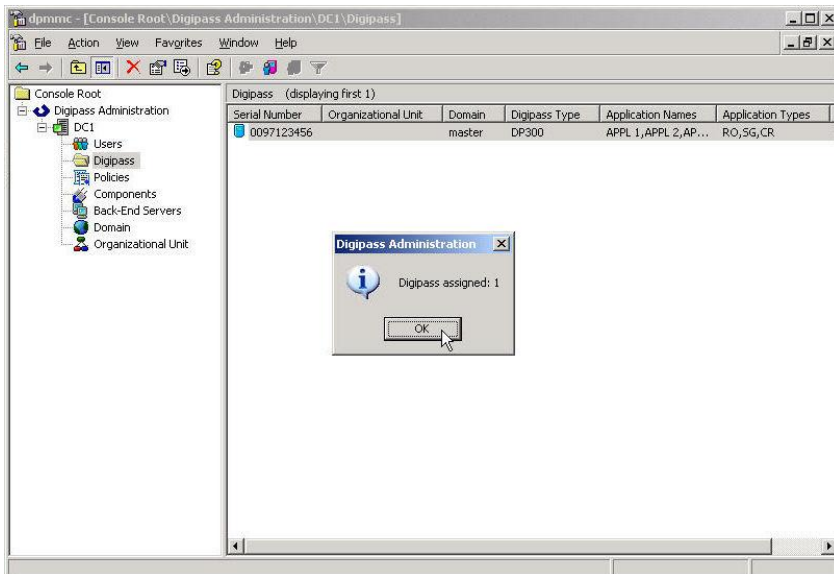 dpmmc - [Console Root\Digipass Administration\DC1\Digipass]
File Action View Favorites Window Help
Console Root
Digipass Administration
DC1
Users
Digipass
Policies
Components
Back-End Servers
Domain
Organizational Unit
Digipass (displaying first 1)
Serial Number Organizational Unit Domain Digipass Type Application Names Application Types
0097123456 master DP300 APPL 1,APPL 2,AP... RO,SG,CR
Digipass Administration
Digipass assigned: 1
OK